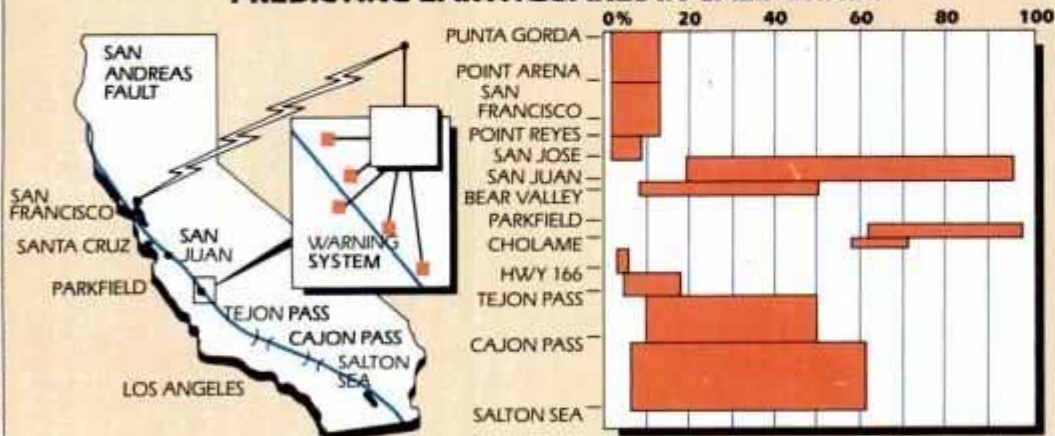 SAN
ANDREAS
FAULT
SAN
FRANCISCO
SANTA CRUZ
SAN
JUAN
PARKFIELD
WARNING
SYSTEM
TEJON PASS
CAJON PASS
SALTON
SEA
LOS ANGELES
0% 20 40 60 80 100
PUNTA GORDA
POINT ARENA
SAN
FRANCISCO
POINT REYES
SAN JOSE
SAN JUAN
BEAR VALLEY
PARKFIELD
CHOLAME
HWY 166
TEJON PASS
CAJON PASS
SALTON SEA